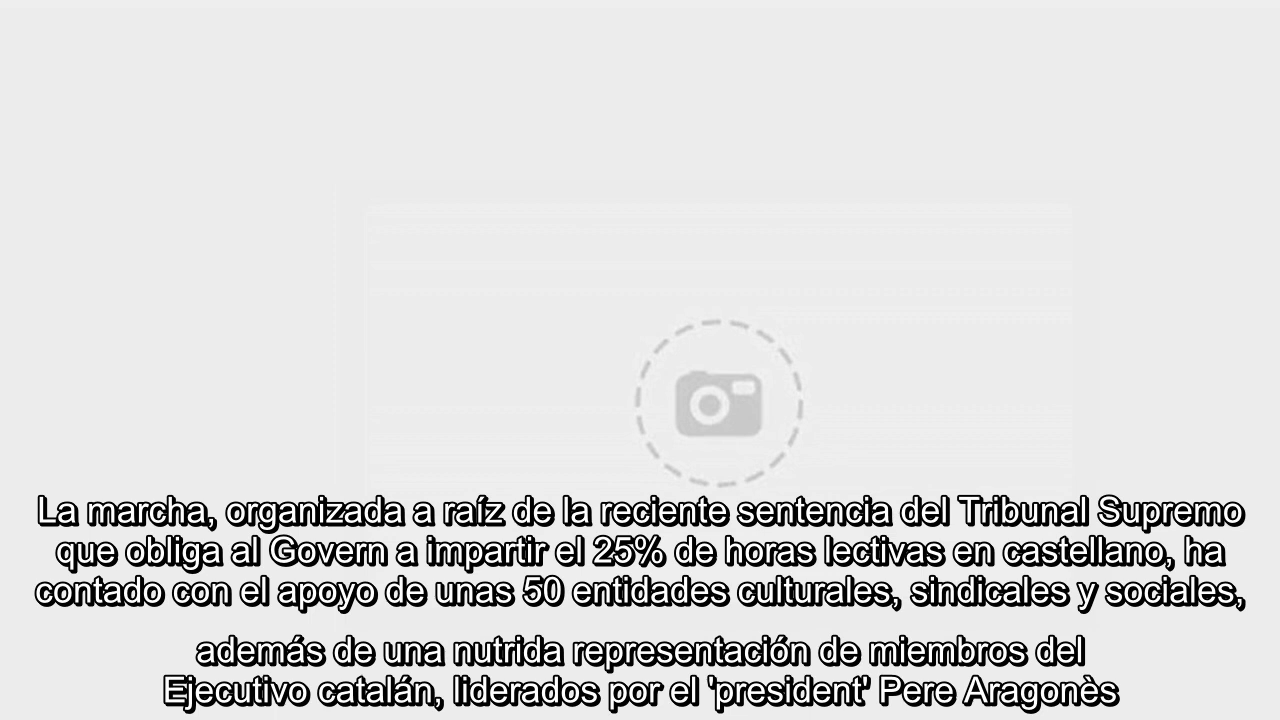 La marcha, organizada a raíz de la reciente sentencia del Tribunal Supremo
que obliga al Govern a impartir el 25% de horas lectivas en castellano, ha
contado con el apoyo de unas 50 entidades culturales, sindicales y sociales,
además de una nutrida representación de miembros del
Ejecutivo catalán, liderados por el 'president' Pere Aragonès